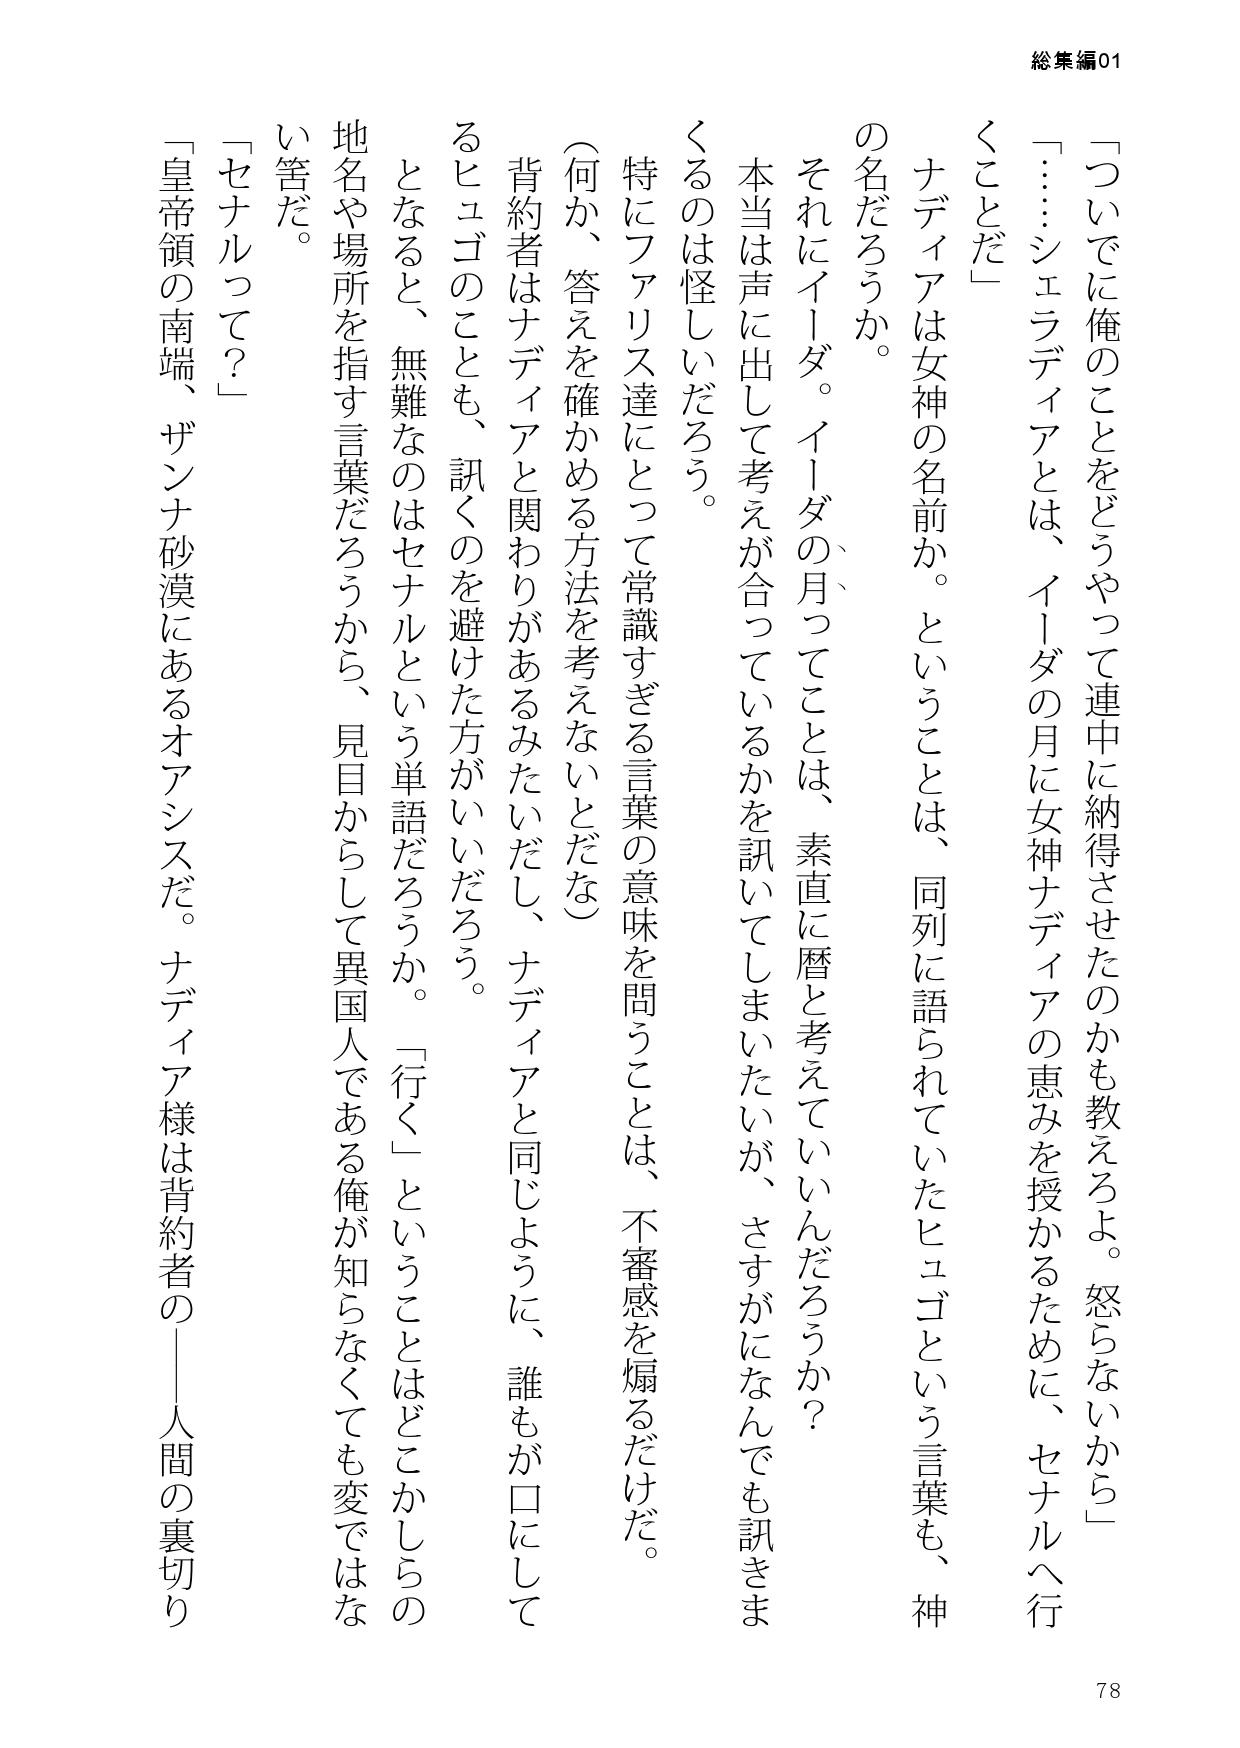 総集編01
「ついでに俺のことをどうやって連中に納得させたのかも教えろよ。怒らないから」
「……シェラディアとは、イーダの月に女神ナディアの恵みを授かるために、セナルへ行
くことだ」
　ナディアは女神の名前か。ということは、同列に語られていたヒュゴという言葉も、神
の名だろうか。
　それにイーダ。イーダの月ってことは、素直に暦と考えていいんだろうか？
　本当は声に出して考えが合っているかを訊いてしまいたいが、さすがになんでも訊きま
くるのは怪しいだろう。
　特にファリス達にとって常識すぎる言葉の意味を問うことは、不審感を煽るだけだ。
（何か、答えを確かめる方法を考えないとだな）
　背約者はナディアと関わりがあるみたいだし、ナディアと同じように、誰もが口にして
るヒュゴのことも、訊くのを避けた方がいいだろう。
　となると、無難なのはセナルという単語だろうか。「行く」ということはどこかしらの
地名や場所を指す言葉だろうから、見目からして異国人である俺が知らなくても変ではな
い筈だ。
「セナルって？」
「皇帝領の南端、ザンナ砂漠にあるオアシスだ。ナディア様は背約者の――人間の裏切り
78